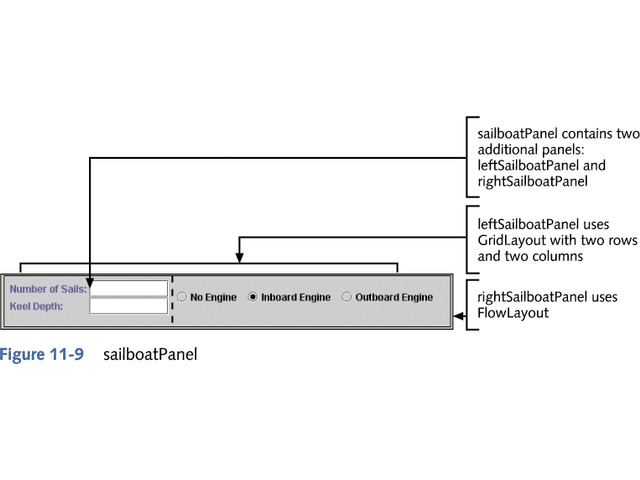 sailboatPanel contains two
additional panels:
leftSailboatPanel and
rightSailboatPanel
leftSailboatPanel uses
GridLayout with two rows
and two columns
Number of Sails:
Keel Depth:
No Engine
Inboard Engine
Outboard Engine
rightSailboatPanel uses
FlowLayout
Figure 11-9 sailboatPanel